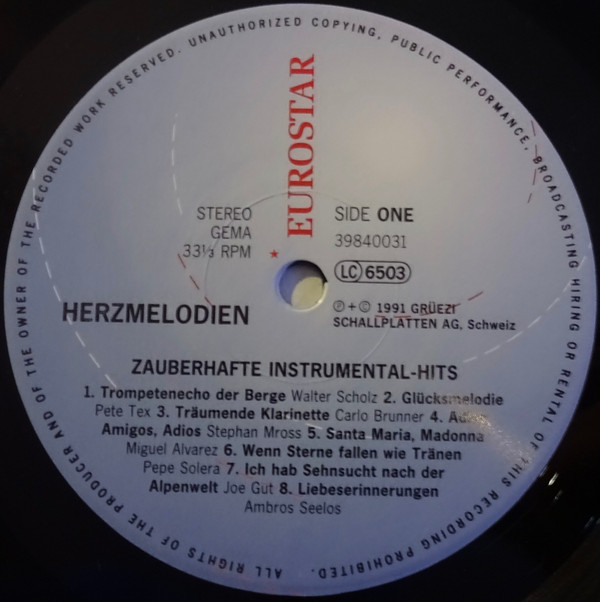 ALL RIGHTS OF THE PRODUCER AND OF THE OWNER OF THE RECORDED WORK RESERVED. UNAUTHORIZED COPYING, PUBLIC PERFORMANCE, BROADCASTING HIRING OR RENTAL OF THIS RECORDING PROHIBITED.
EUROSTAR
STEREO
GEMA
33⅓ RPM
SIDE ONE
39840031
LC 6503
HERZMELODIEN
℗ + © 1991 GRÜEZI
SCHALLPLATTEN AG, Schweiz
ZAUBERHAFTE INSTRUMENTAL-HITS
1. Trompetenecho der Berge Walter Scholz 2. Glücksmelodie
Pete Tex 3. Träumende Klarinette Carlo Brunner 4. Adios
Amigos, Adios Stephan Mross 5. Santa Maria, Madonna
Miguel Alvarez 6. Wenn Sterne fallen wie Tränen
Pepe Solera 7. Ich hab Sehnsucht nach der
Alpenwelt Joe Gut 8. Liebeserinnerungen
Ambros Seelos